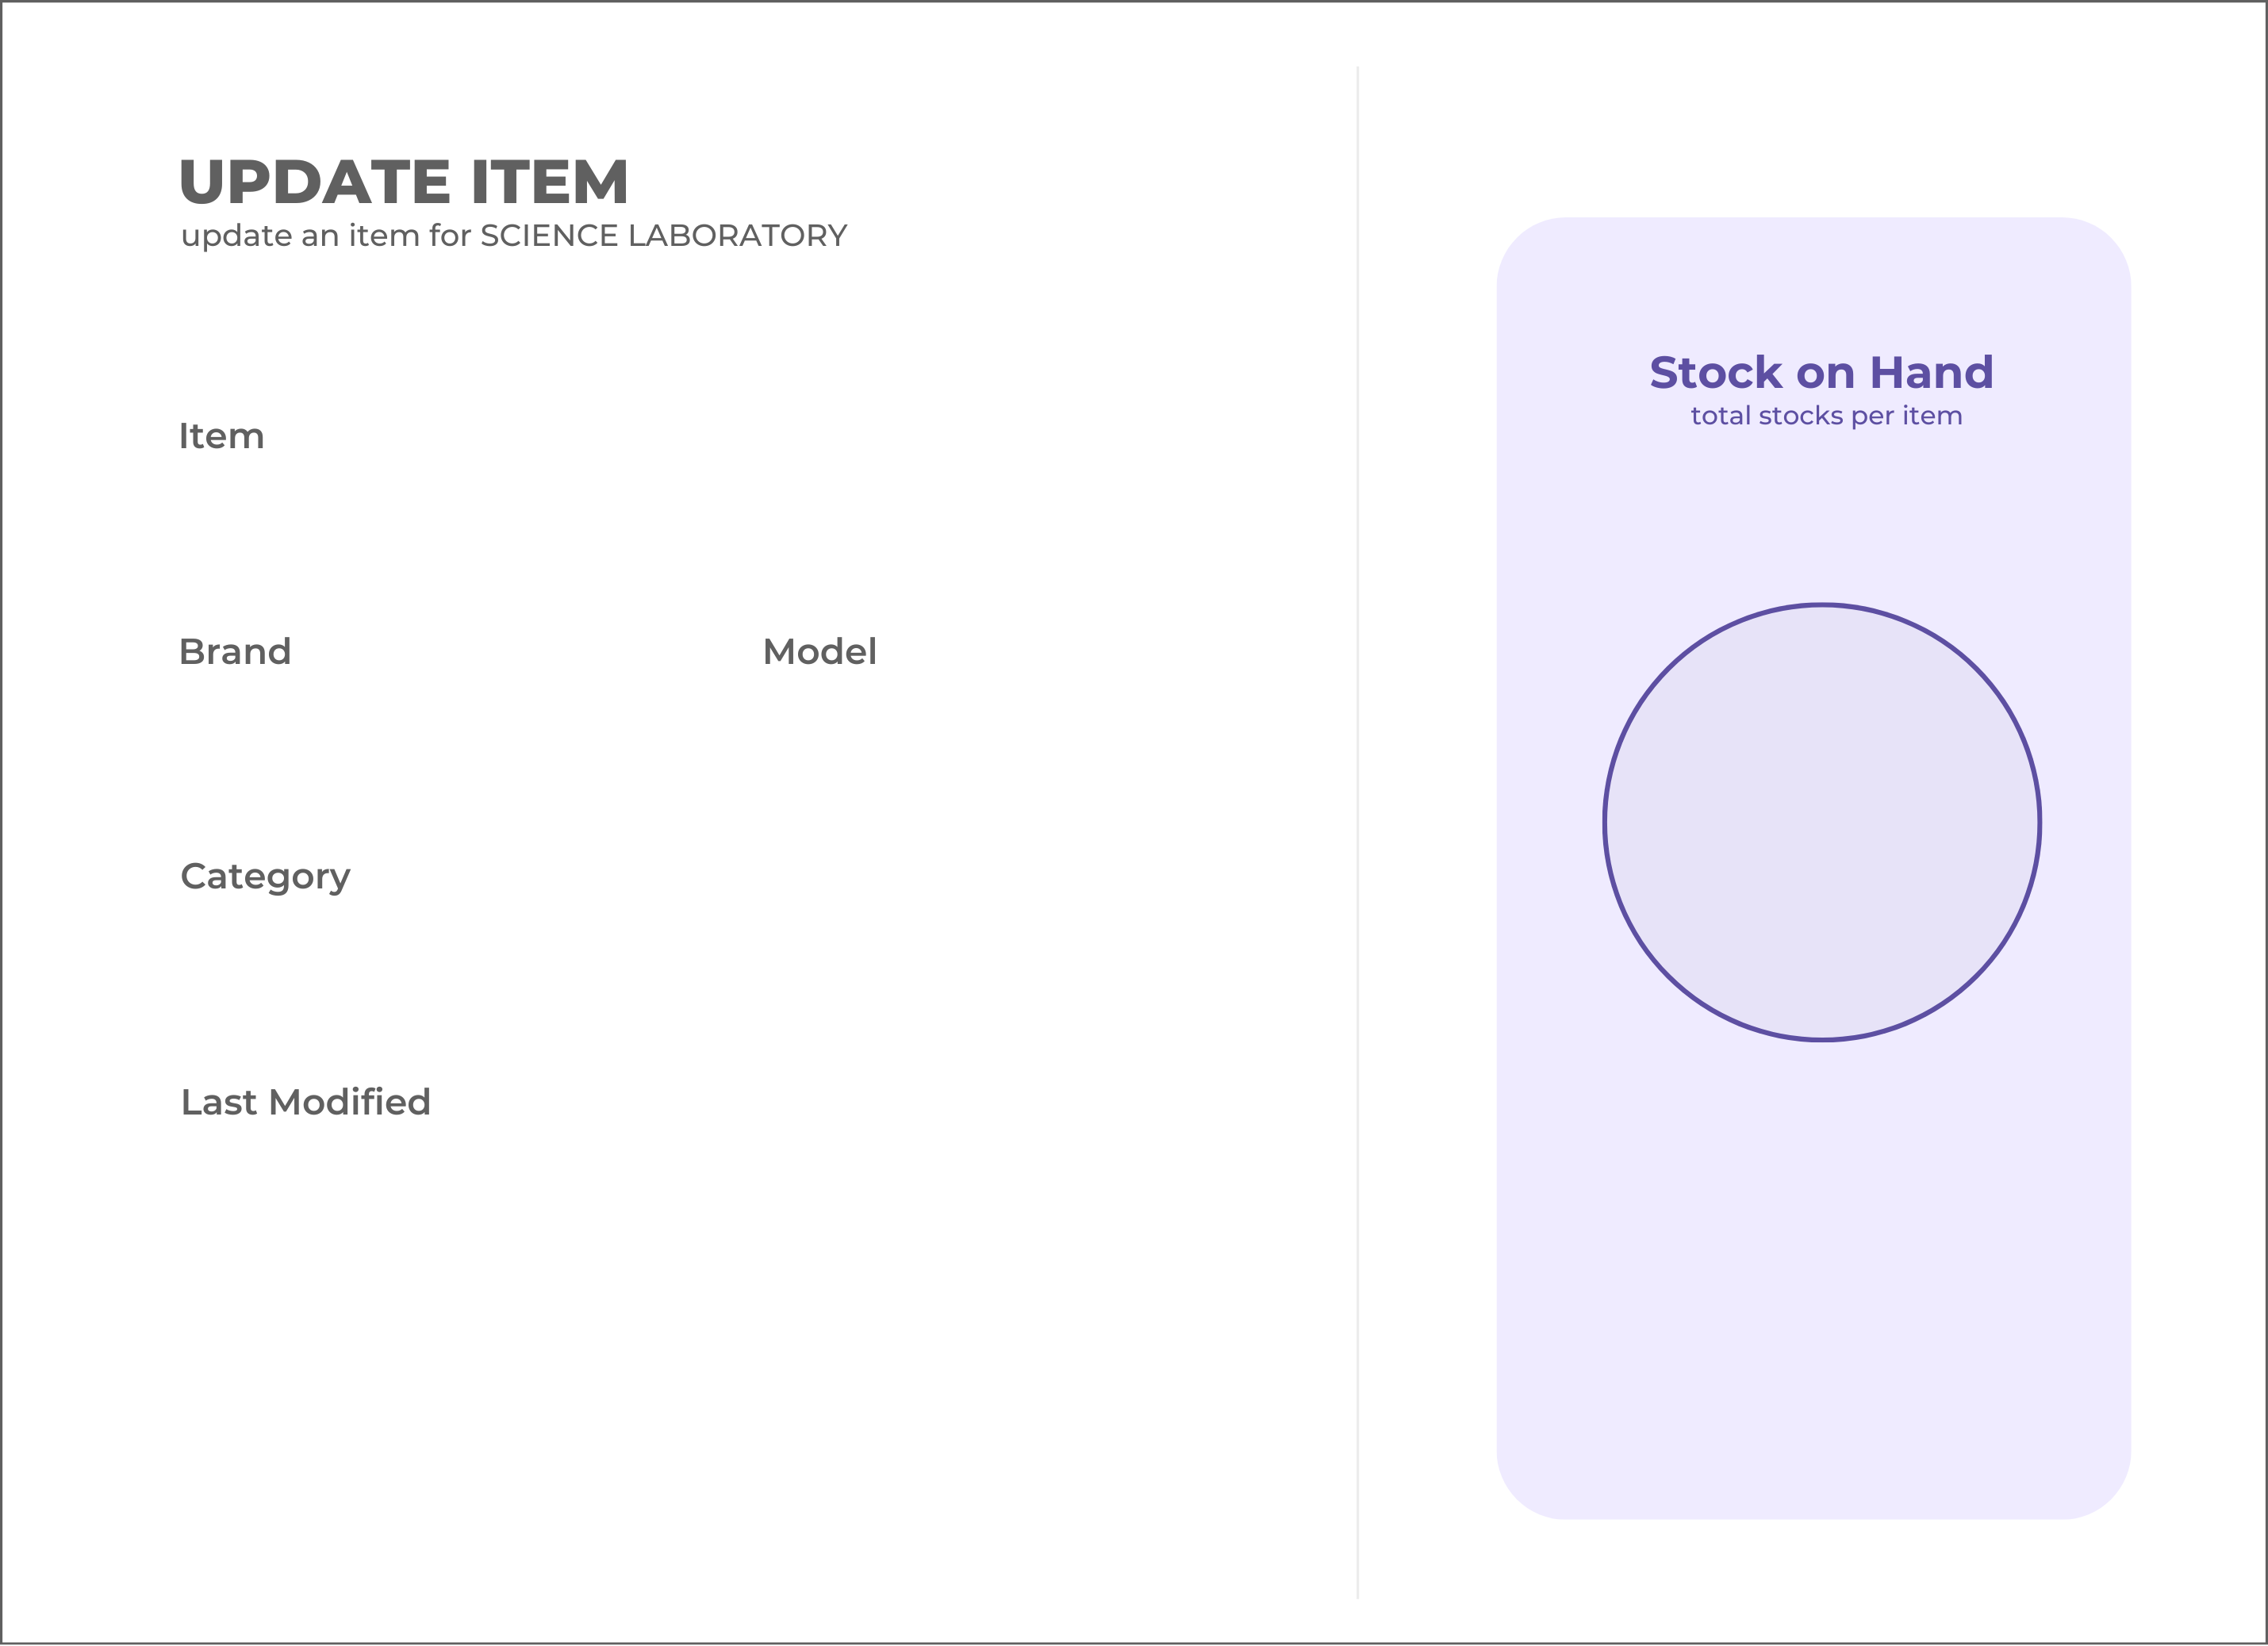 UPDATE ITEM
update an item for SCIENCE LABORATORY
Item
Brand
Model
Category
Last Modified
Stock on Hand
total stocks per item